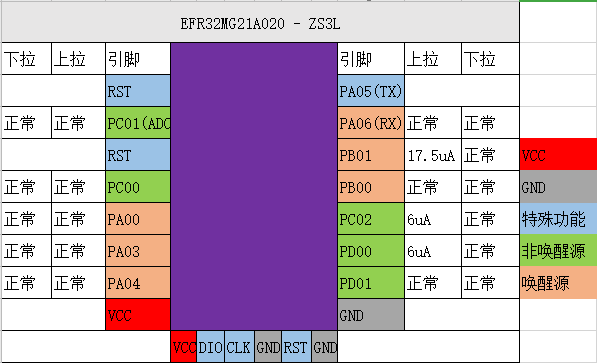 EFR32MG21A020 - ZS3L
下拉 上拉 引脚 引脚 上拉 下拉
RST PA05(TX)
正常 正常 PC01(ADC PA06(RX) 正常 正常
RST PB01 17.5uA 正常 VCC
正常 正常 PC00 PB00 正常 正常 GND
正常 正常 PA00 PC02 6uA 正常 特殊功能
正常 正常 PA03 PD00 6uA 正常 非唤醒源
正常 正常 PA04 PD01 正常 正常 唤醒源
VCC GND
VCC DIO CLK GND RST GND